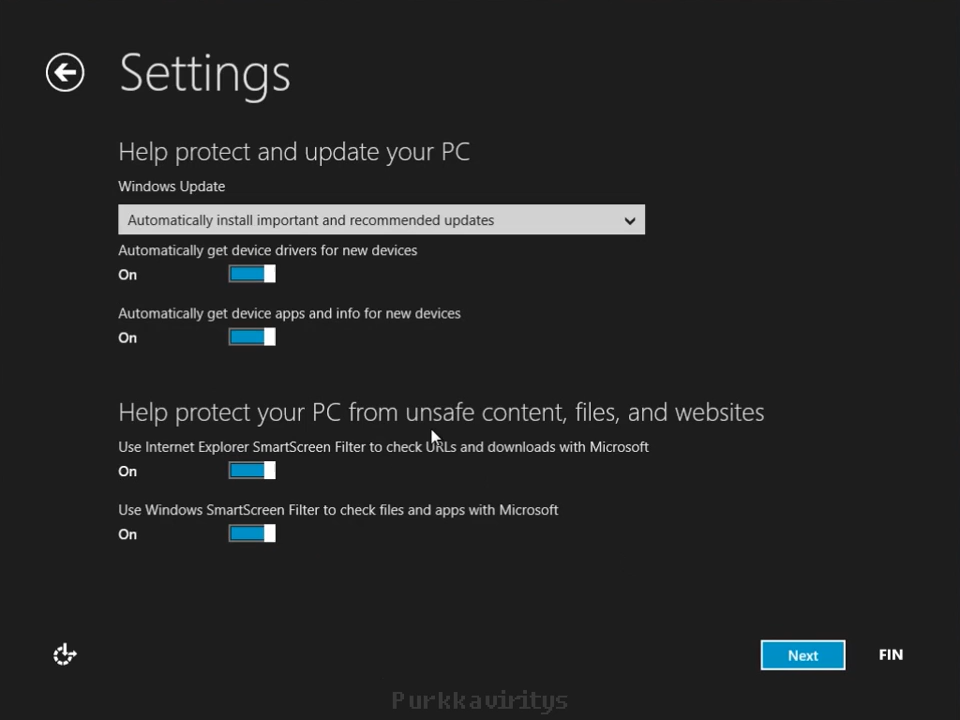 Settings
Help protect and update your PC
Windows Update
Automatically install important and recommended updates
Automatically get device drivers for new devices
On
Automatically get device apps and info for new devices
On
Help protect your PC from unsafe content, files, and websites
Use Internet Explorer SmartScreen Filter to check URLs and downloads with Microsoft
On
Use Windows SmartScreen Filter to check files and apps with Microsoft
On
Next
FIN
Purkkaviritys